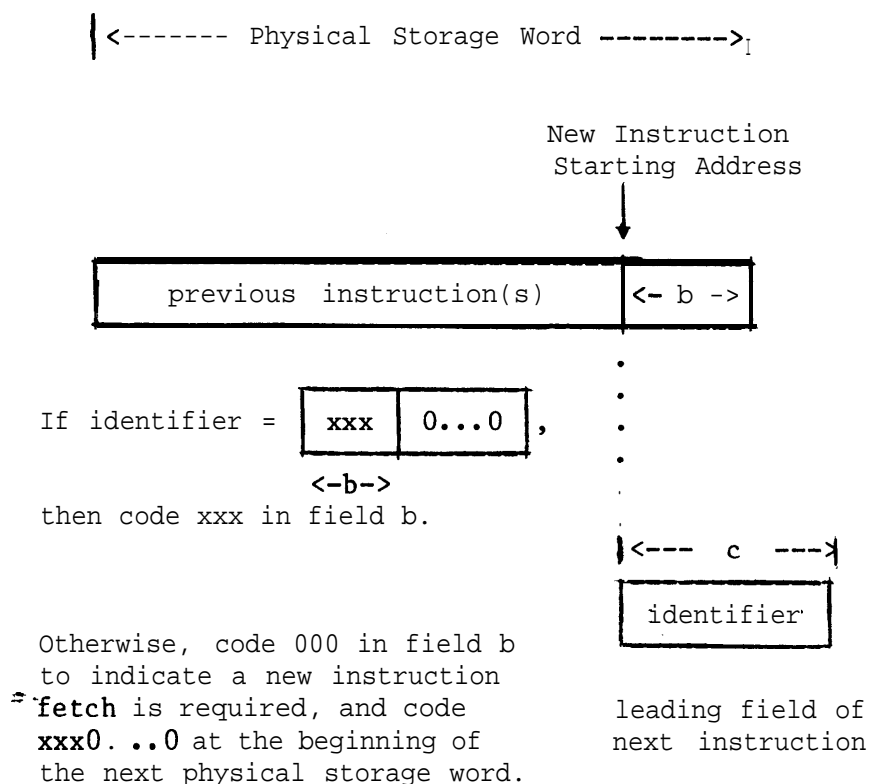 |<------- Physical Storage Word -------->|
New Instruction
Starting Address
previous instruction(s)
<- b ->
If identifier = xxx 0...0 ,
<-b->
then code xxx in field b.
|<--- c --->|
identifier
Otherwise, code 000 in field b
to indicate a new instruction
fetch is required, and code
xxx0...0 at the beginning of
the next physical storage word.
leading field of
next instruction